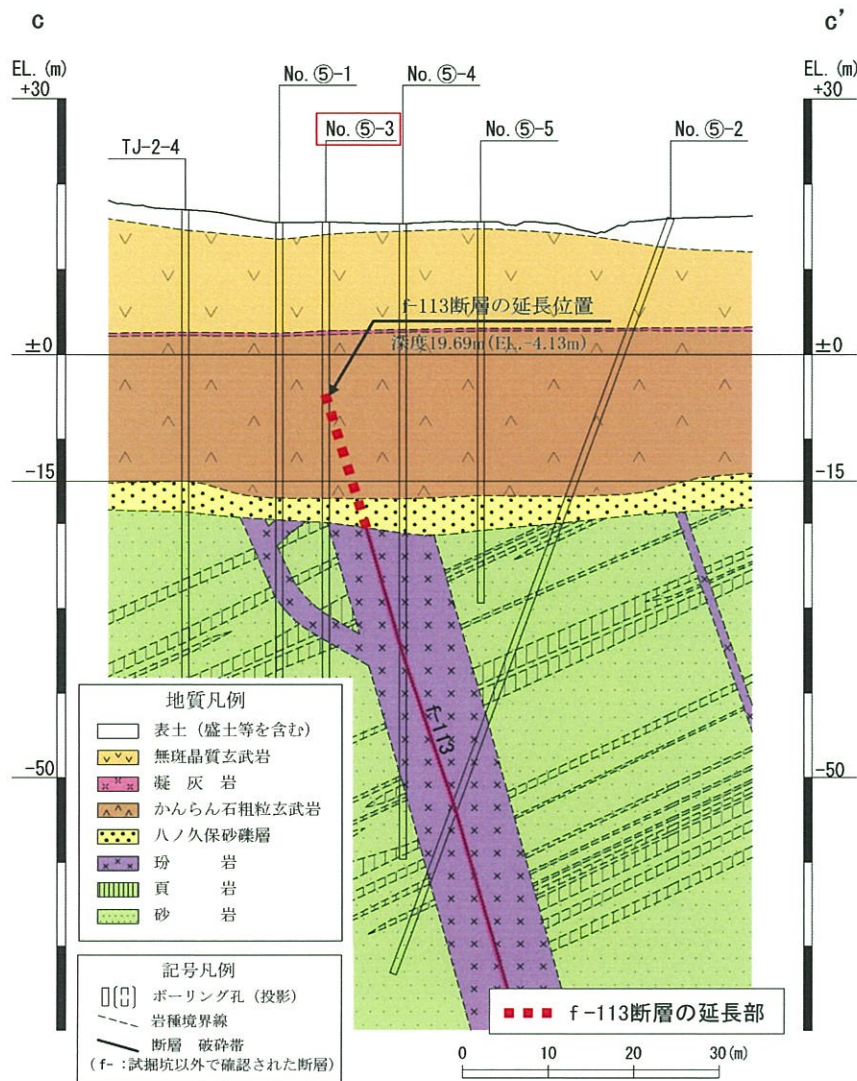 C
C'
EL. (m)
+30
No. ⑤-1
No. ⑤-4
No. ⑤-3
No. ⑤-5
No. ⑤-2
TJ-2-4
EL. (m)
+30
f-113断層の延長位置
深度19.69m(EL.-4.13m)
±0
±0
-15
-15
f-113
-50
-50
地質凡例
表土（盛土等を含む）
無斑晶質玄武岩
凝灰岩
かんらん石粗粒玄武岩
八ノ久保砂礫層
玢岩
頁岩
砂岩
記号凡例
ボーリング孔（投影）
岩種境界線
断層 破砕帯
（f- ：試掘坑以外で確認された断層）
f-113断層の延長部
0 10 20 30(m)